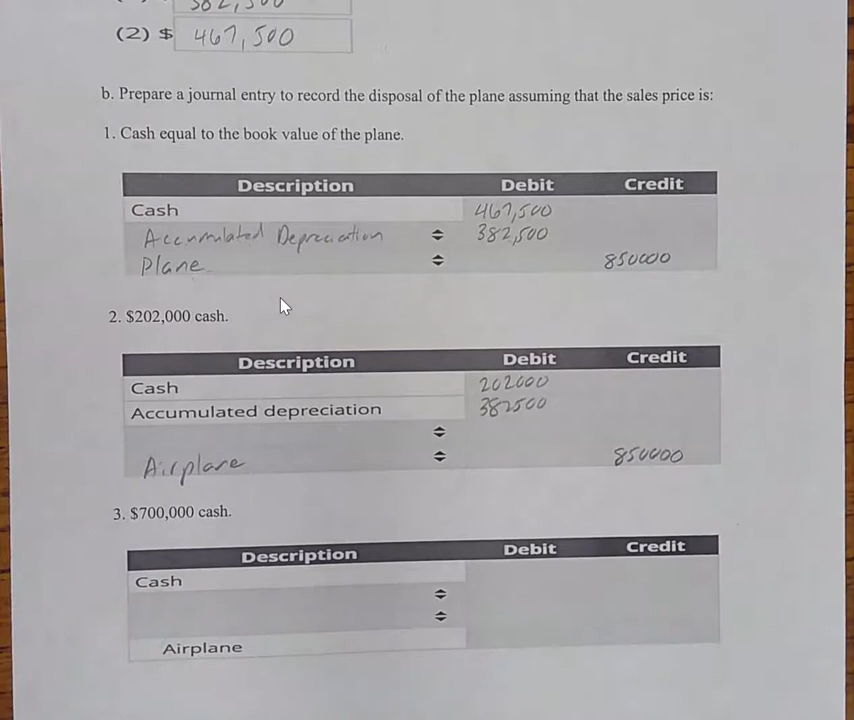 382,500
(2) $ 467,500
b. Prepare a journal entry to record the disposal of the plane assuming that the sales price is:
1. Cash equal to the book value of the plane.
Description Debit Credit
Cash 467,500
Accumulated Depreciation 382,500
Plane 850000
2. $202,000 cash.
Description Debit Credit
Cash 202000
Accumulated depreciation 382500
Airplane 850000
3. $700,000 cash.
Description Debit Credit
Cash
Airplane